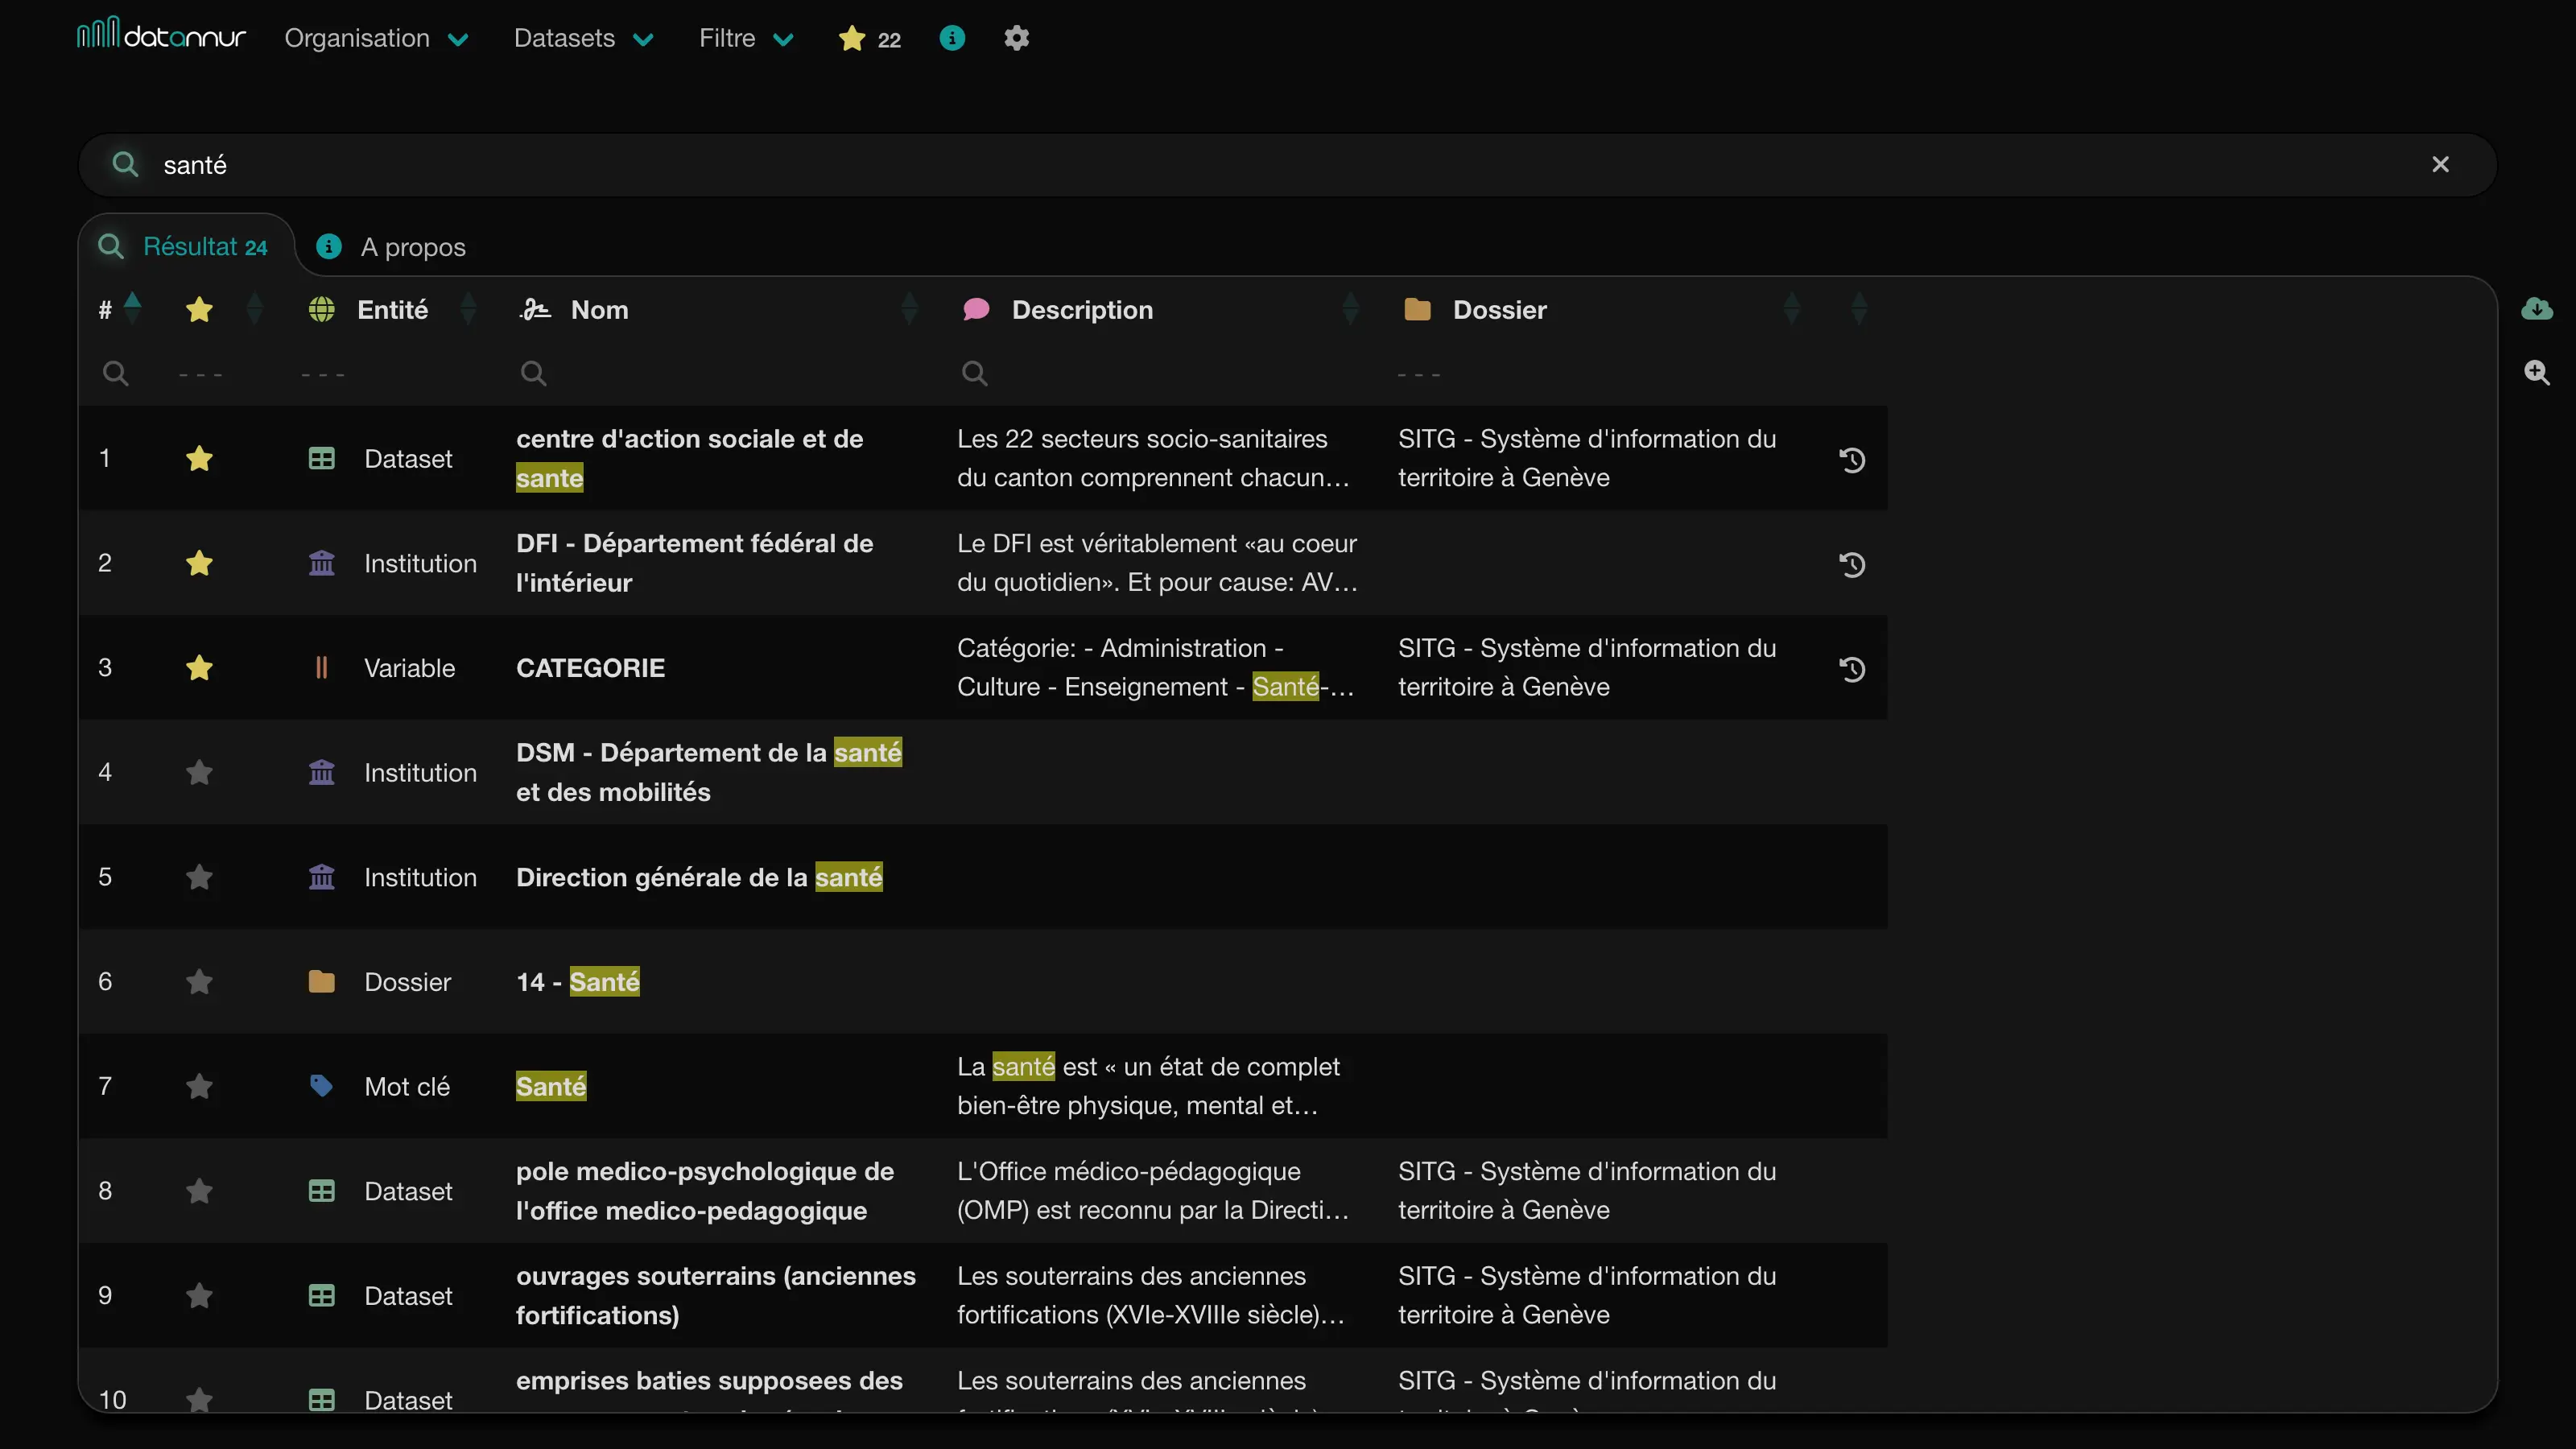 datannur Organisation Datasets Filtre 22
santé
Résultat 24 A propos
# Entité Nom Description Dossier
--- --- ---
1 Dataset centre d'action sociale et de sante Les 22 secteurs socio-sanitaires du canton comprennent chacun… SITG - Système d'information du territoire à Genève
2 Institution DFI - Département fédéral de l'intérieur Le DFI est véritablement «au coeur du quotidien». Et pour cause: AV…
3 Variable CATEGORIE Catégorie: - Administration - Culture - Enseignement - Santé-… SITG - Système d'information du territoire à Genève
4 Institution DSM - Département de la santé et des mobilités
5 Institution Direction générale de la santé
6 Dossier 14 - Santé
7 Mot clé Santé La santé est « un état de complet bien-être physique, mental et…
8 Dataset pole medico-psychologique de l'office medico-pedagogique L'Office médico-pédagogique (OMP) est reconnu par la Directi… SITG - Système d'information du territoire à Genève
9 Dataset ouvrages souterrains (anciennes fortifications) Les souterrains des anciennes fortifications (XVIe-XVIIIe siècle)… SITG - Système d'information du territoire à Genève
10 Dataset emprises baties supposees des Les souterrains des anciennes SITG - Système d'information du